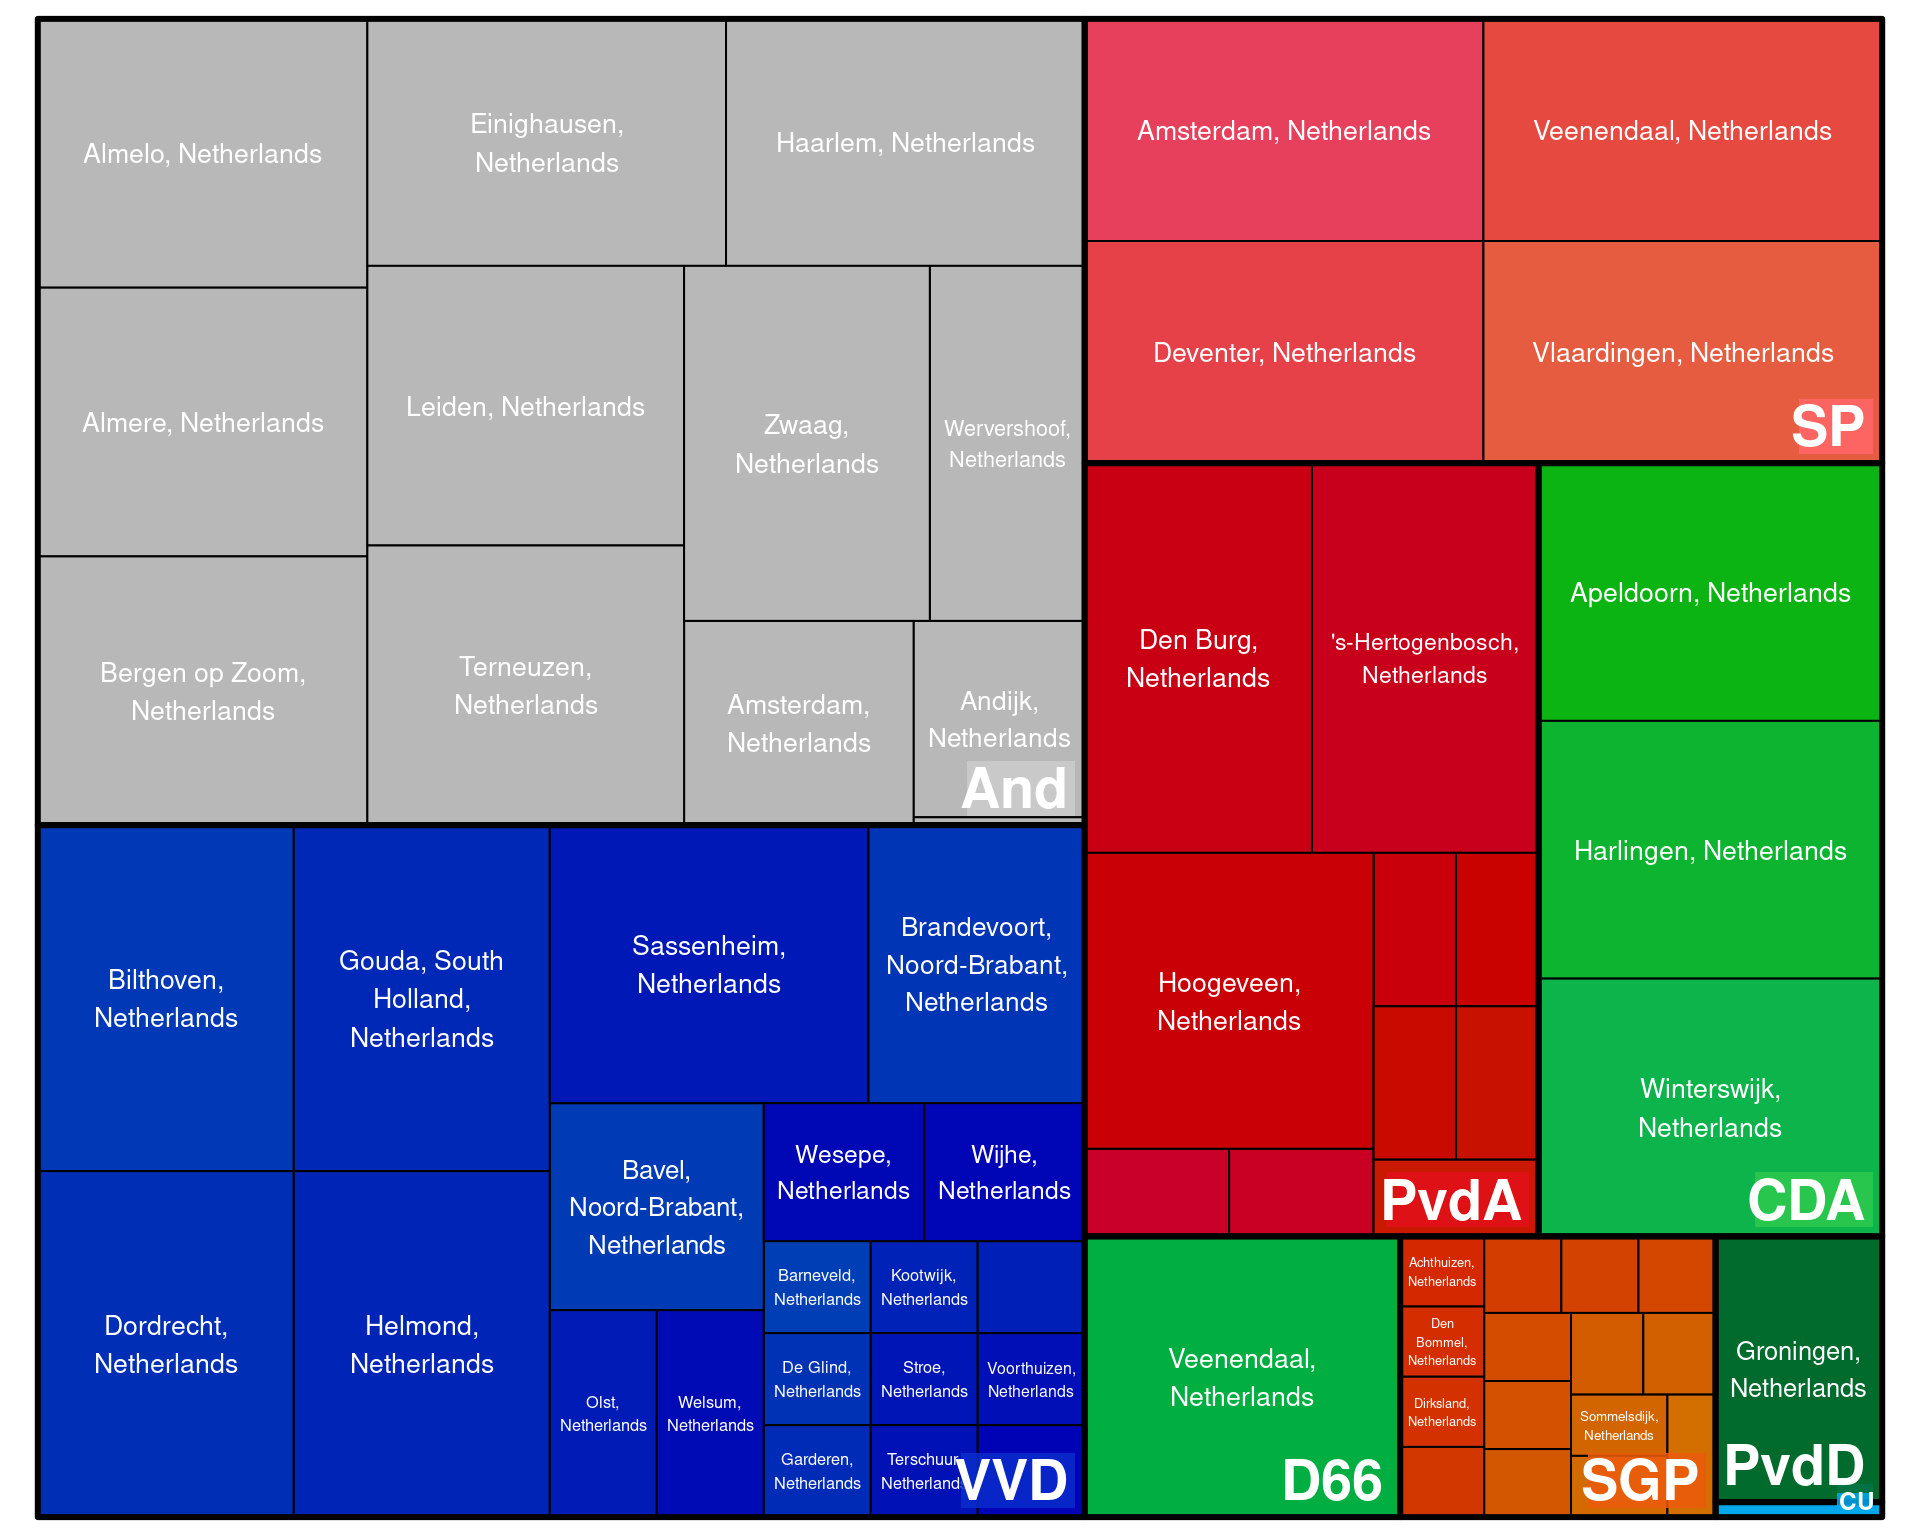 Almelo, Netherlands
Einighausen,
Netherlands
Haarlem, Netherlands
Almere, Netherlands
Leiden, Netherlands
Zwaag,
Netherlands
Wervershoof,
Netherlands
Bergen op Zoom,
Netherlands
Terneuzen,
Netherlands
Amsterdam,
Netherlands
Andijk,
Netherlands
And
Amsterdam, Netherlands
Veenendaal, Netherlands
Deventer, Netherlands
Vlaardingen, Netherlands
SP
Den Burg,
Netherlands
's-Hertogenbosch,
Netherlands
Hoogeveen,
Netherlands
PvdA
Apeldoorn, Netherlands
Harlingen, Netherlands
Winterswijk,
Netherlands
CDA
Bilthoven,
Netherlands
Gouda, South
Holland,
Netherlands
Sassenheim,
Netherlands
Brandevoort,
Noord-Brabant,
Netherlands
Dordrecht,
Netherlands
Helmond,
Netherlands
Bavel,
Noord-Brabant,
Netherlands
Wesepe,
Netherlands
Wijhe,
Netherlands
Olst,
Netherlands
Welsum,
Netherlands
Barneveld,
Netherlands
Kootwijk,
Netherlands
De Glind,
Netherlands
Stroe,
Netherlands
Voorthuizen,
Netherlands
Garderen,
Netherlands
Terschuur,
Netherlands
VVD
Veenendaal,
Netherlands
D66
Achthuizen,
Netherlands
Den
Bommel,
Netherlands
Dirksland,
Netherlands
Sommelsdijk,
Netherlands
SGP
Groningen,
Netherlands
PvdD
CU